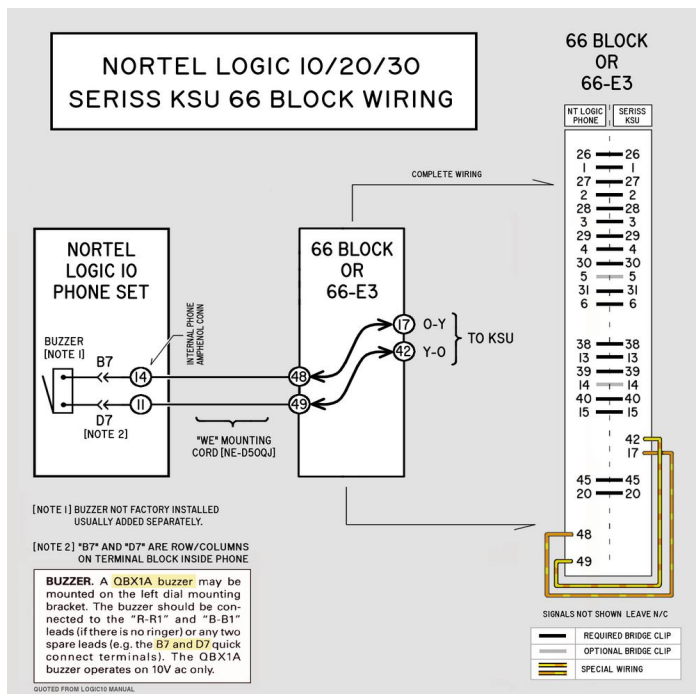 NORTEL LOGIC 10/20/30
SERISS KSU 66 BLOCK WIRING
66 BLOCK
OR
66-E3
NT LOGIC
PHONE
SERISS
KSU
26 26
1 1
27 27
2 2
28 28
3 3
29 29
4 4
30 30
5 5
31 31
6 6
38 38
13 13
39 39
14 14
40 40
15 15
42
17
45 45
20 20
48
49
COMPLETE WIRING
NORTEL
LOGIC 10
PHONE SET
BUZZER
[NOTE 1]
B7
14
INTERNAL PHONE
AMPHENOL CONN
D7
11
[NOTE 2]
"WE" MOUNTING
CORD [NE-D50QJ]
66 BLOCK
OR
66-E3
17 O-Y
42 Y-O
TO KSU
48
49
[NOTE 1] BUZZER NOT FACTORY INSTALLED
USUALLY ADDED SEPARATELY.
[NOTE 2] "B7" AND "D7" ARE ROW/COLUMNS
ON TERMINAL BLOCK INSIDE PHONE
BUZZER. A QBX1A buzzer may be
mounted on the left dial mounting
bracket. The buzzer should be con-
nected to the "R-R1" and "B-B1"
leads (if there is no ringer) or any two
spare leads (e.g. the B7 and D7 quick
connect terminals). The QBX1A
buzzer operates on 10V ac only.
QUOTED FROM LOGIC10 MANUAL
SIGNALS NOT SHOWN LEAVE N/C
REQUIRED BRIDGE CLIP
OPTIONAL BRIDGE CLIP
SPECIAL WIRING